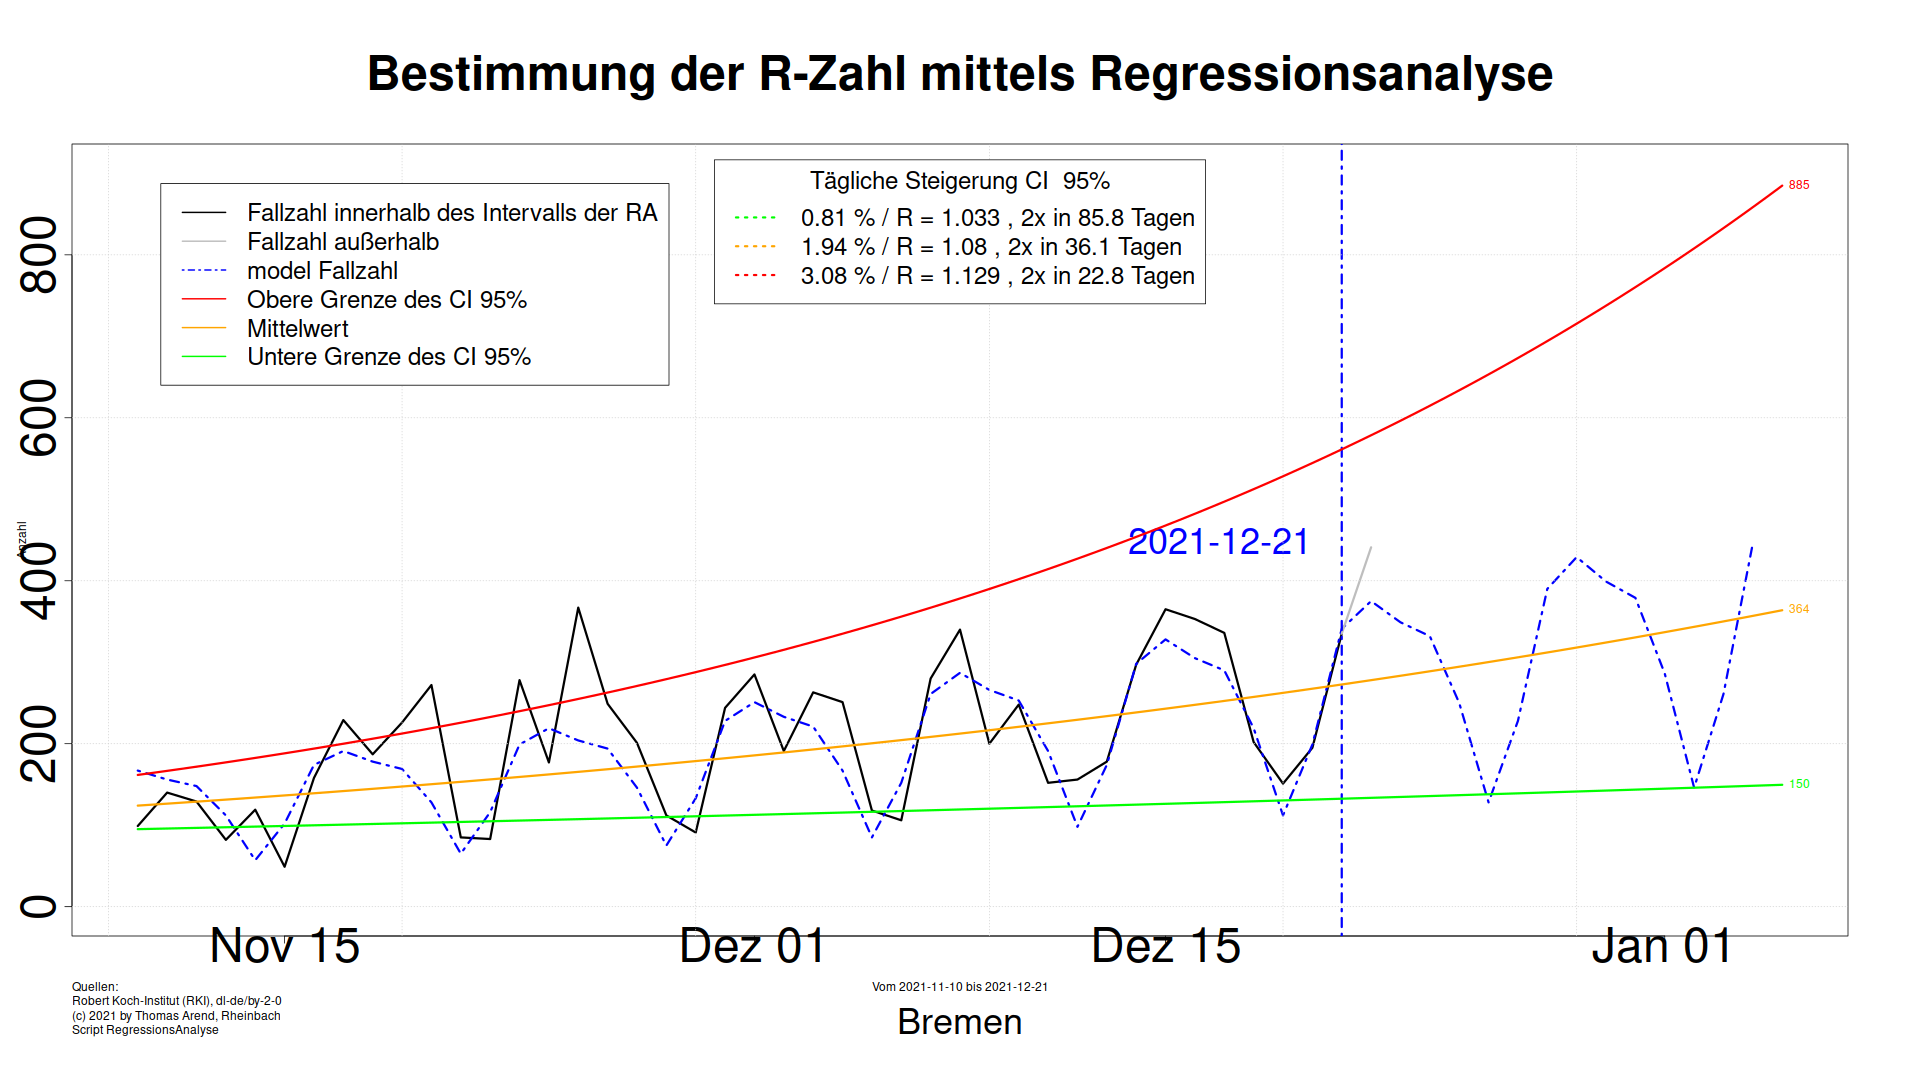 Bestimmung der R-Zahl mittels Regressionsanalyse
Fallzahl innerhalb des Intervalls der RA
Fallzahl außerhalb
model Fallzahl
Obere Grenze des CI 95%
Mittelwert
Untere Grenze des CI 95%
Tägliche Steigerung CI  95%
0.81 % / R = 1.033 , 2x in 85.8 Tagen
1.94 % / R = 1.08 , 2x in 36.1 Tagen
3.08 % / R = 1.129 , 2x in 22.8 Tagen
885
800
600
Anzahl
2021-12-21
400
364
200
150
0
Nov 15
Dez 01
Dez 15
Jan 01
Quellen:
Robert Koch-Institut (RKI), dl-de/by-2-0
(c) 2021 by Thomas Arend, Rheinbach
Script RegressionsAnalyse
Vom 2021-11-10 bis 2021-12-21
Bremen